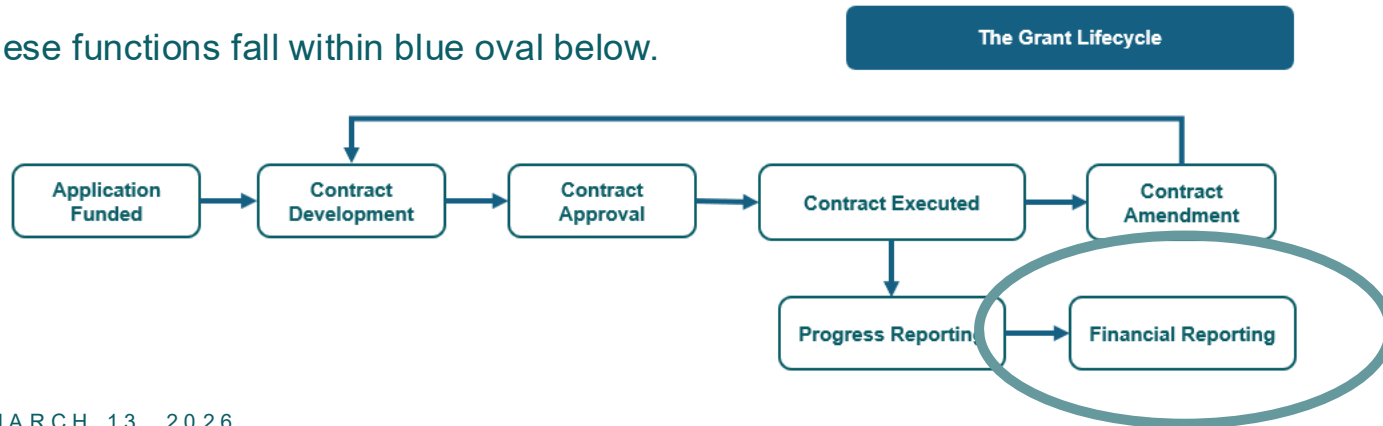 ese functions fall within blue oval below.
The Grant Lifecycle
Application
Funded
Contract
Development
Contract
Approval
Contract Executed
Contract
Amendment
Progress Reporting
Financial Reporting
MARCH 13, 2026